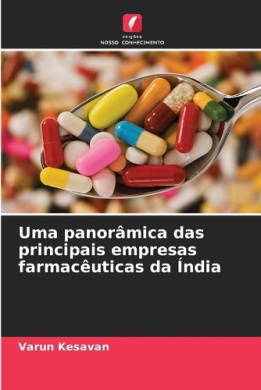 edições
NOSSO CONHECIMENTO
Uma panorâmica das
principais empresas
farmacêuticas da Índia
Varun Kesavan